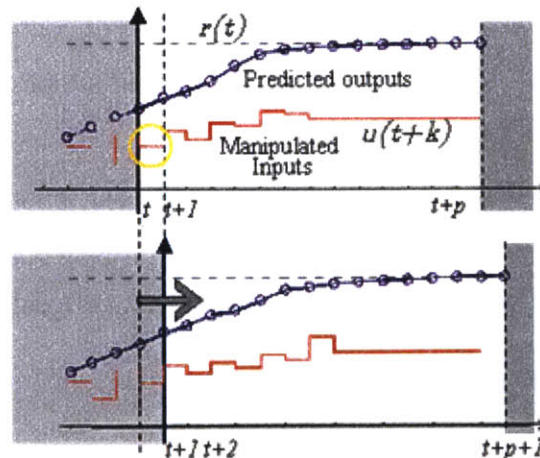 r(t)
Predicted outputs
u(t+k)
Manipulated
Inputs
t t+1 t+p
t+1 t+2 t+p+1